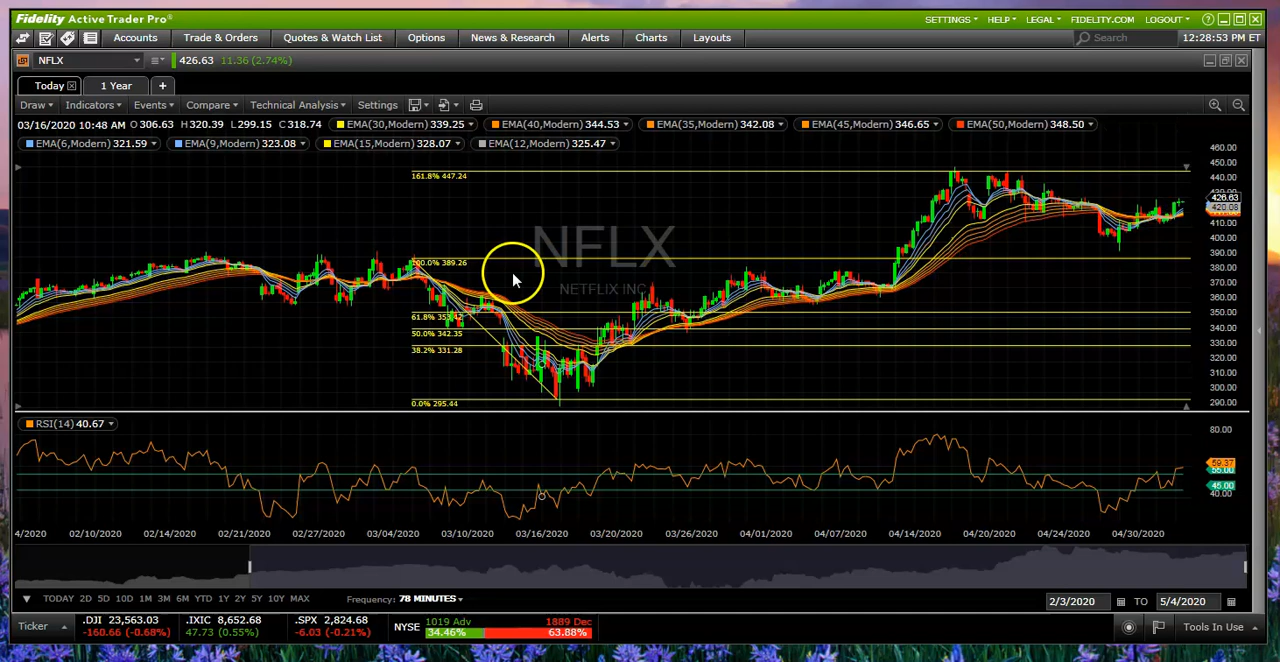 Fidelity Active Trader Pro® SETTINGS HELP LEGAL FIDELITY.COM LOGOUT
Accounts Trade & Orders Quotes & Watch List Options News & Research Alerts Charts Layouts Search 12:28:53 PM ET
NFLX 426.63 11.36 (2.74%)
Today 1 Year +
Draw Indicators Events Compare Technical Analysis Settings
03/16/2020 10:48 AM O 306.63 H 320.39 L 299.15 C 318.74 EMA(30,Modern) 339.25 EMA(40,Modern) 344.53 EMA(35,Modern) 342.08 EMA(45,Modern) 346.65 EMA(50,Modern) 348.50
EMA(6,Modern) 321.59 EMA(9,Modern) 323.08 EMA(15,Modern) 328.07 EMA(12,Modern) 325.47
460.00
450.00
161.8% 447.24
440.00
426.63
420.08
410.00
400.00
NFLX
390.00
100.0% 389.26
380.00
370.00
NETFLIX INC
360.00
350.00
61.8%
50.0% 342.35
340.00
330.00
38.2% 331.28
320.00
310.00
300.00
0.0% 295.44
290.00
RSI(14) 40.67
80.00
59.37
55.00
45.00
40.00
4/2020 02/10/2020 02/14/2020 02/21/2020 02/27/2020 03/04/2020 03/10/2020 03/16/2020 03/20/2020 03/26/2020 04/01/2020 04/07/2020 04/14/2020 04/20/2020 04/24/2020 04/30/2020
TODAY 2D 5D 10D 1M 3M 6M YTD 1Y 2Y 5Y 10Y MAX Frequency: 78 MINUTES 2/3/2020 TO 5/4/2020
Ticker .DJI 23,563.03 .IXIC 8,652.68 .SPX 2,824.68 NYSE 1019 Adv 1889 Dec Tools In Use
-160.66 (-0.68%) 47.73 (0.55%) -6.03 (-0.21%) 34.46% 63.88%